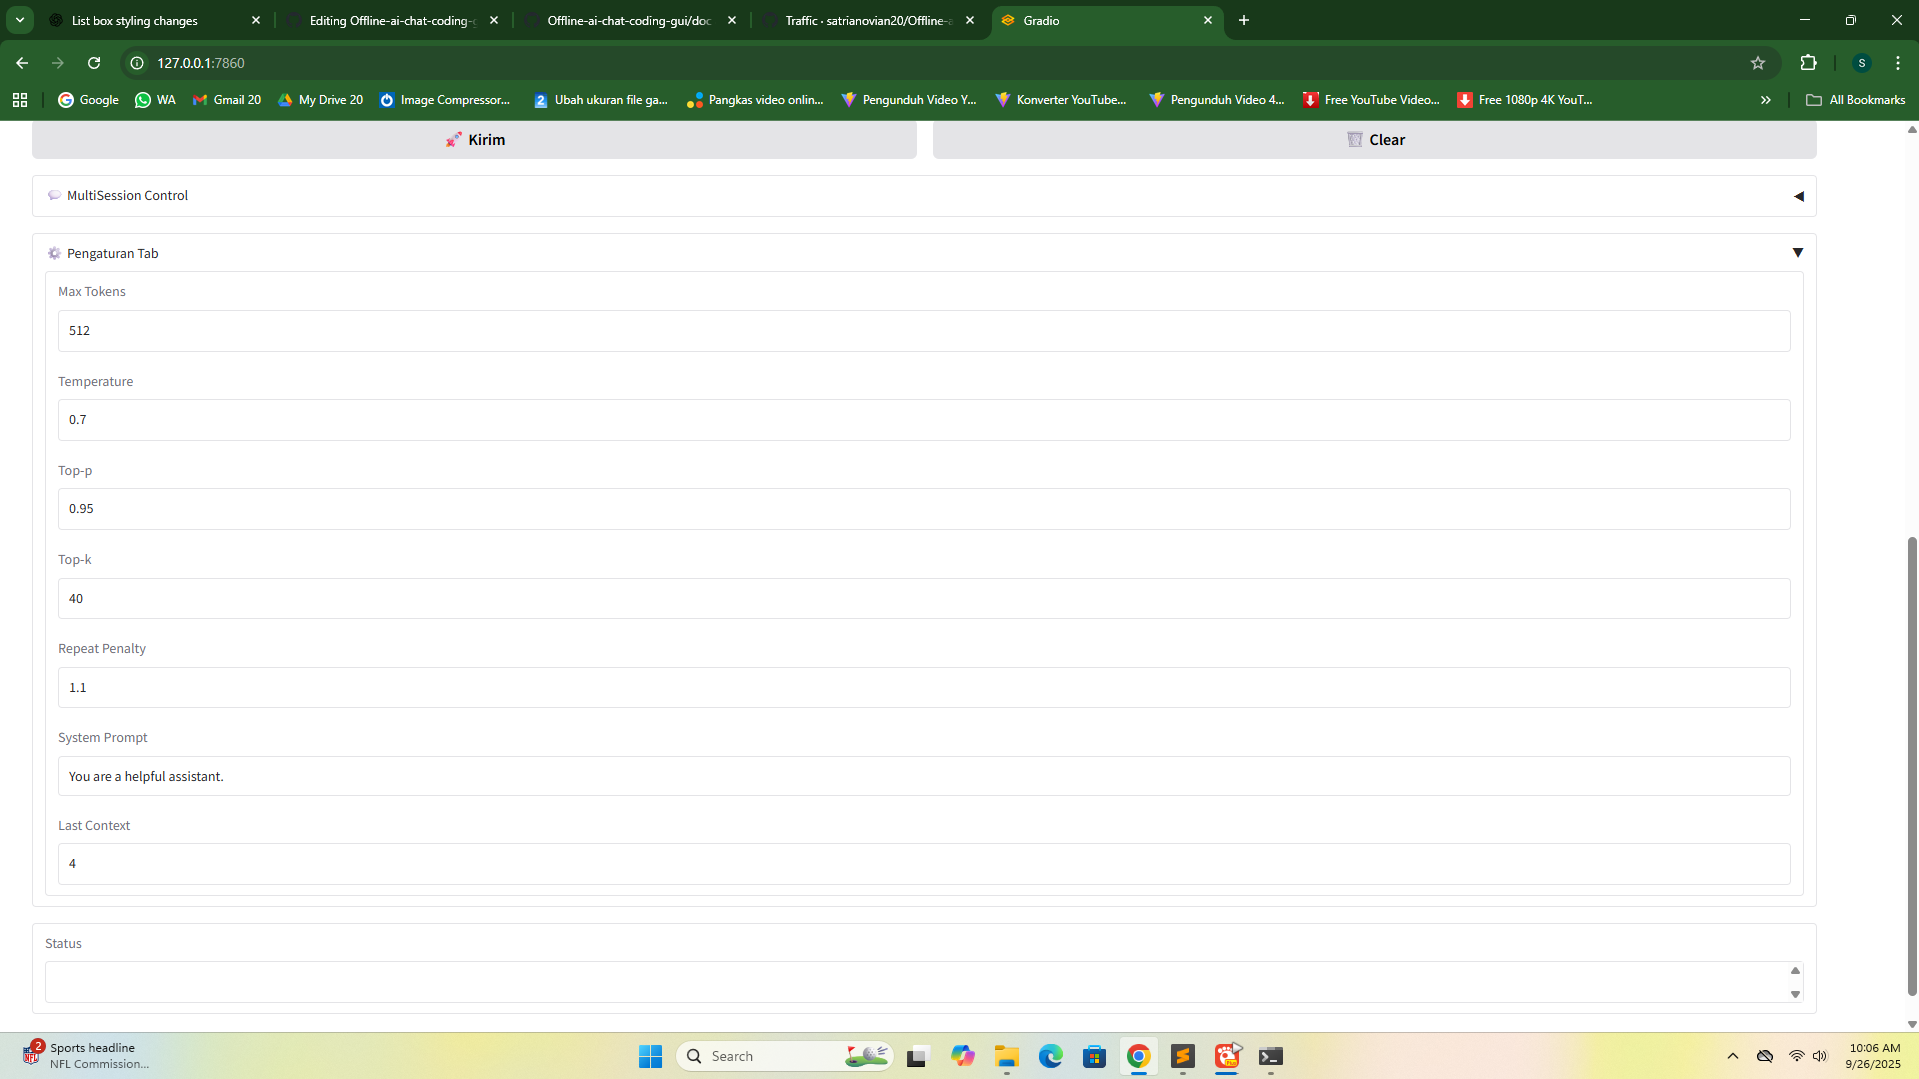 List box styling changes
Editing Offline-ai-chat-coding-g
Offline-ai-chat-coding-gui/doc
Traffic · satrianovian20/Offline-a
Gradio
127.0.0.1:7860
S
Google
WA
Gmail 20
My Drive 20
Image Compressor...
Ubah ukuran file ga...
Pangkas video onlin...
Pengunduh Video Y...
Konverter YouTube...
Pengunduh Video 4...
Free YouTube Video...
Free 1080p 4K YouT...
»
All Bookmarks
🚀 Kirim
🗑️ Clear
💬 MultiSession Control
⚙️ Pengaturan Tab
Max Tokens
512
Temperature
0.7
Top-p
0.95
Top-k
40
Repeat Penalty
1.1
System Prompt
You are a helpful assistant.
Last Context
4
Status
2
Sports headline
NFL Commission...
Search
10:06 AM
9/26/2025